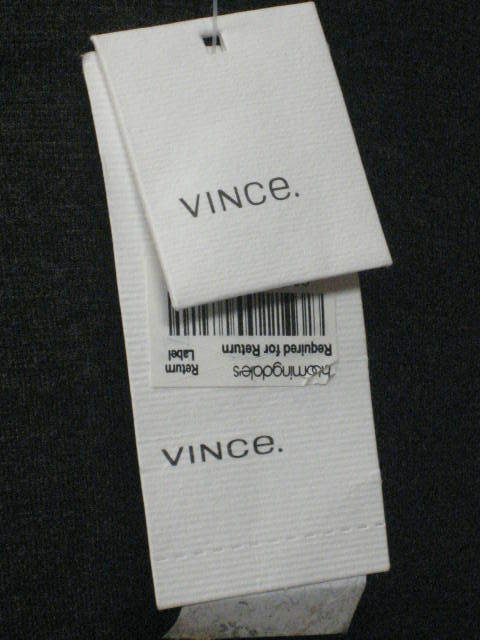 VINCe.
bloomingdale's
Required for Return
Return
Label
VINCe.